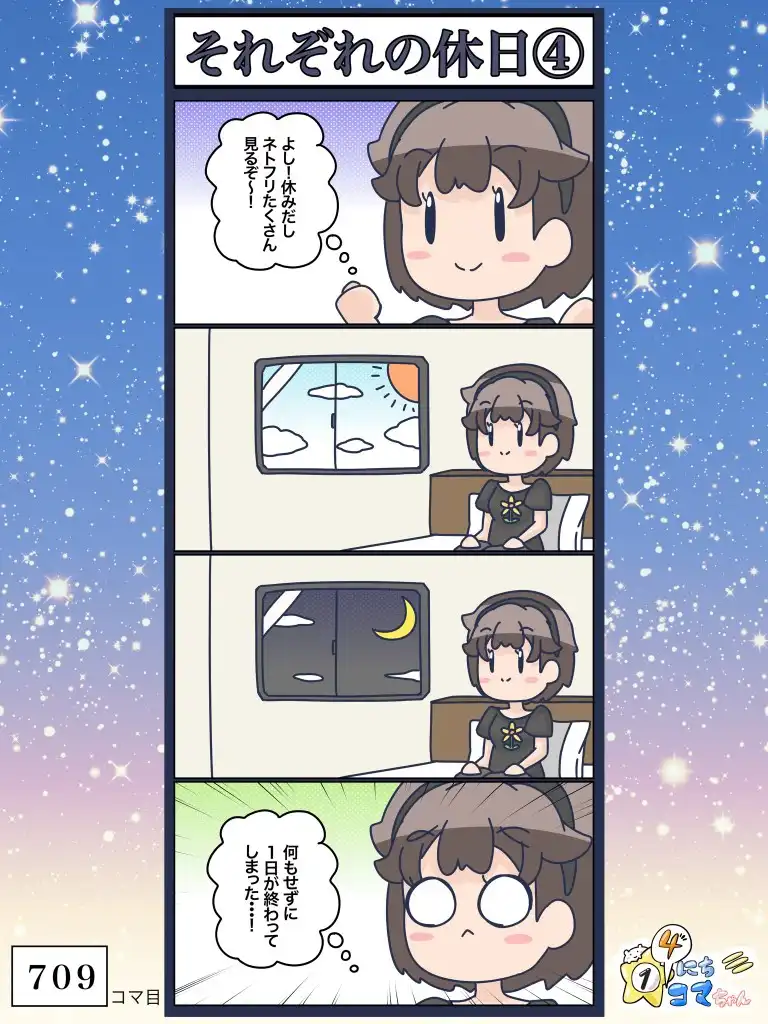 それぞれの休日④
よし！休みだし
ネトフリたくさん
見るぞ〜！
何もせずに
１日が終わって
しまった…！
709
コマ目
1
にち
4
コマ
ちゃん